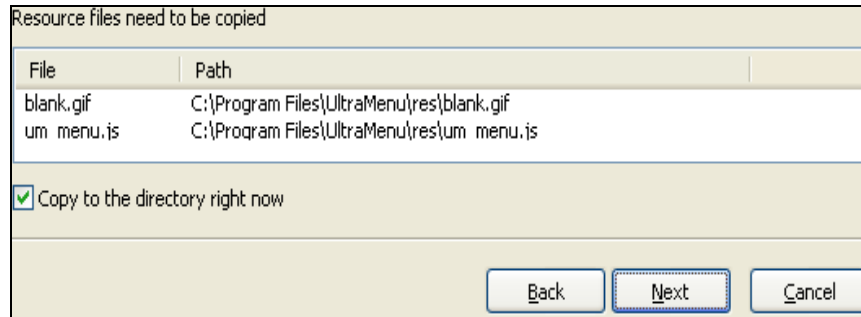 Resource files need to be copied
File Path
blank.gif C:\Program Files\UltraMenu\res\blank.gif
um_menu.js C:\Program Files\UltraMenu\res\um_menu.js
Copy to the directory right now
Back Next Cancel